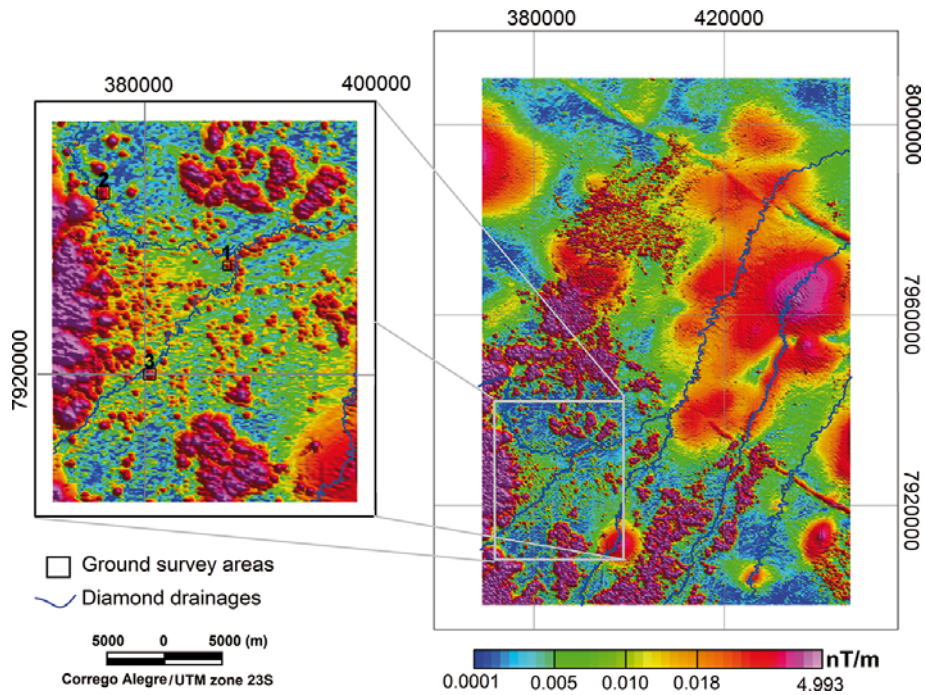 380000
420000
380000
400000
8000000
2
1
7960000
3
7920000
7920000
Ground survey areas
Diamond drainages
5000 0 5000 (m)
Corrego Alegre/UTM zone 23S
nT/m
0.0001 0.005 0.010 0.018 4.993